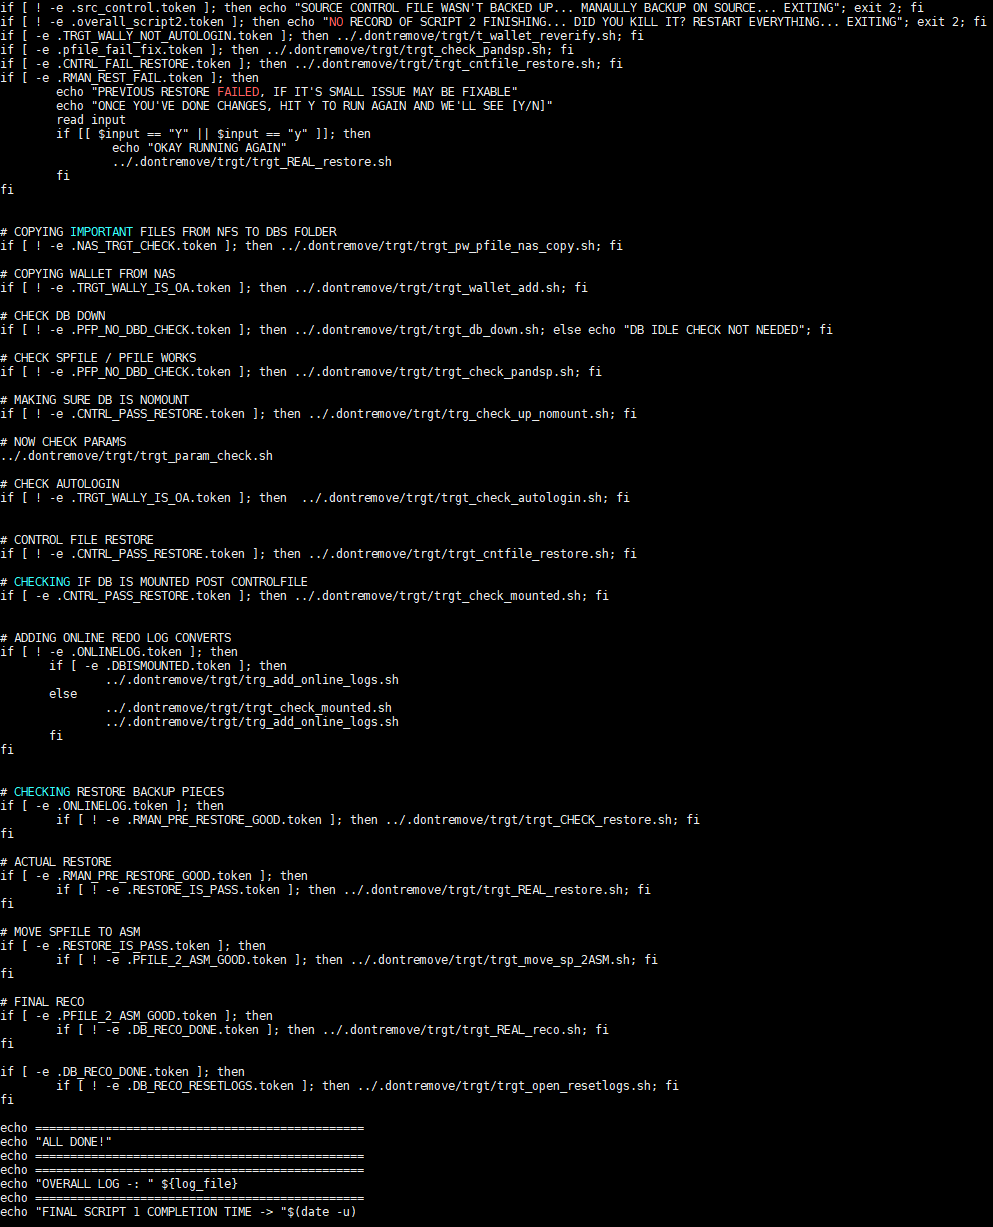 if [ ! -e .src_control.token ]; then echo "SOURCE CONTROL FILE WASN'T BACKED UP... MANAULLY BACKUP ON SOURCE... EXITING"; exit 2; fi
if [ ! -e .overall_script2.token ]; then echo "NO RECORD OF SCRIPT 2 FINISHING... DID YOU KILL IT? RESTART EVERYTHING... EXITING"; exit 2; fi
if [ -e .TRGT_WALLY_NOT_AUTOLOGIN.token ]; then ../.dontremove/trgt/t_wallet_reverify.sh; fi
if [ -e .pfile_fail_fix.token ]; then ../.dontremove/trgt/trgt_check_pandsp.sh; fi
if [ -e .CNTRL_FAIL_RESTORE.token ]; then ../.dontremove/trgt/trgt_cntfile_restore.sh; fi
if [ -e .RMAN_REST_FAIL.token ]; then
        echo "PREVIOUS RESTORE FAILED, IF IT'S SMALL ISSUE MAY BE FIXABLE"
        echo "ONCE YOU'VE DONE CHANGES, HIT Y TO RUN AGAIN AND WE'LL SEE [Y/N]"
        read input
        if [[ $input == "Y" || $input == "y" ]]; then
                echo "OKAY RUNNING AGAIN"
                ../.dontremove/trgt/trgt_REAL_restore.sh
        fi
fi


# COPYING IMPORTANT FILES FROM NFS TO DBS FOLDER
if [ ! -e .NAS_TRGT_CHECK.token ]; then ../.dontremove/trgt/trgt_pw_pfile_nas_copy.sh; fi

# COPYING WALLET FROM NAS
if [ ! -e .TRGT_WALLY_IS_OA.token ]; then ../.dontremove/trgt/trgt_wallet_add.sh; fi

# CHECK DB DOWN
if [ ! -e .PFP_NO_DBD_CHECK.token ]; then ../.dontremove/trgt/trgt_db_down.sh; else echo "DB IDLE CHECK NOT NEEDED"; fi

# CHECK SPFILE / PFILE WORKS
if [ ! -e .PFP_NO_DBD_CHECK.token ]; then ../.dontremove/trgt/trgt_check_pandsp.sh; fi

# MAKING SURE DB IS NOMOUNT
if [ ! -e .CNTRL_PASS_RESTORE.token ]; then ../.dontremove/trgt/trg_check_up_nomount.sh; fi

# NOW CHECK PARAMS
../.dontremove/trgt/trgt_param_check.sh

# CHECK AUTOLOGIN
if [ ! -e .TRGT_WALLY_IS_OA.token ]; then  ../.dontremove/trgt/trgt_check_autologin.sh; fi


# CONTROL FILE RESTORE
if [ ! -e .CNTRL_PASS_RESTORE.token ]; then ../.dontremove/trgt/trgt_cntfile_restore.sh; fi

# CHECKING IF DB IS MOUNTED POST CONTROLFILE
if [ -e .CNTRL_PASS_RESTORE.token ]; then ../.dontremove/trgt/trgt_check_mounted.sh; fi


# ADDING ONLINE REDO LOG CONVERTS
if [ ! -e .ONLINELOG.token ]; then
       if [ -e .DBISMOUNTED.token ]; then
               ../.dontremove/trgt/trg_add_online_logs.sh
       else
               ../.dontremove/trgt/trgt_check_mounted.sh
               ../.dontremove/trgt/trg_add_online_logs.sh
       fi
fi


# CHECKING RESTORE BACKUP PIECES
if [ -e .ONLINELOG.token ]; then
        if [ ! -e .RMAN_PRE_RESTORE_GOOD.token ]; then ../.dontremove/trgt/trgt_CHECK_restore.sh; fi
fi

# ACTUAL RESTORE
if [ -e .RMAN_PRE_RESTORE_GOOD.token ]; then
        if [ ! -e .RESTORE_IS_PASS.token ]; then ../.dontremove/trgt/trgt_REAL_restore.sh; fi
fi

# MOVE SPFILE TO ASM
if [ -e .RESTORE_IS_PASS.token ]; then
        if [ ! -e .PFILE_2_ASM_GOOD.token ]; then ../.dontremove/trgt/trgt_move_sp_2ASM.sh; fi
fi

# FINAL RECO
if [ -e .PFILE_2_ASM_GOOD.token ]; then
        if [ ! -e .DB_RECO_DONE.token ]; then ../.dontremove/trgt/trgt_REAL_reco.sh; fi
fi

if [ -e .DB_RECO_DONE.token ]; then
        if [ ! -e .DB_RECO_RESETLOGS.token ]; then ../.dontremove/trgt/trgt_open_resetlogs.sh; fi
fi

echo ===============================================
echo "ALL DONE!"
echo ===============================================
echo ===============================================
echo "OVERALL LOG -: " ${log_file}
echo ===============================================
echo "FINAL SCRIPT 1 COMPLETION TIME -> "$(date -u)